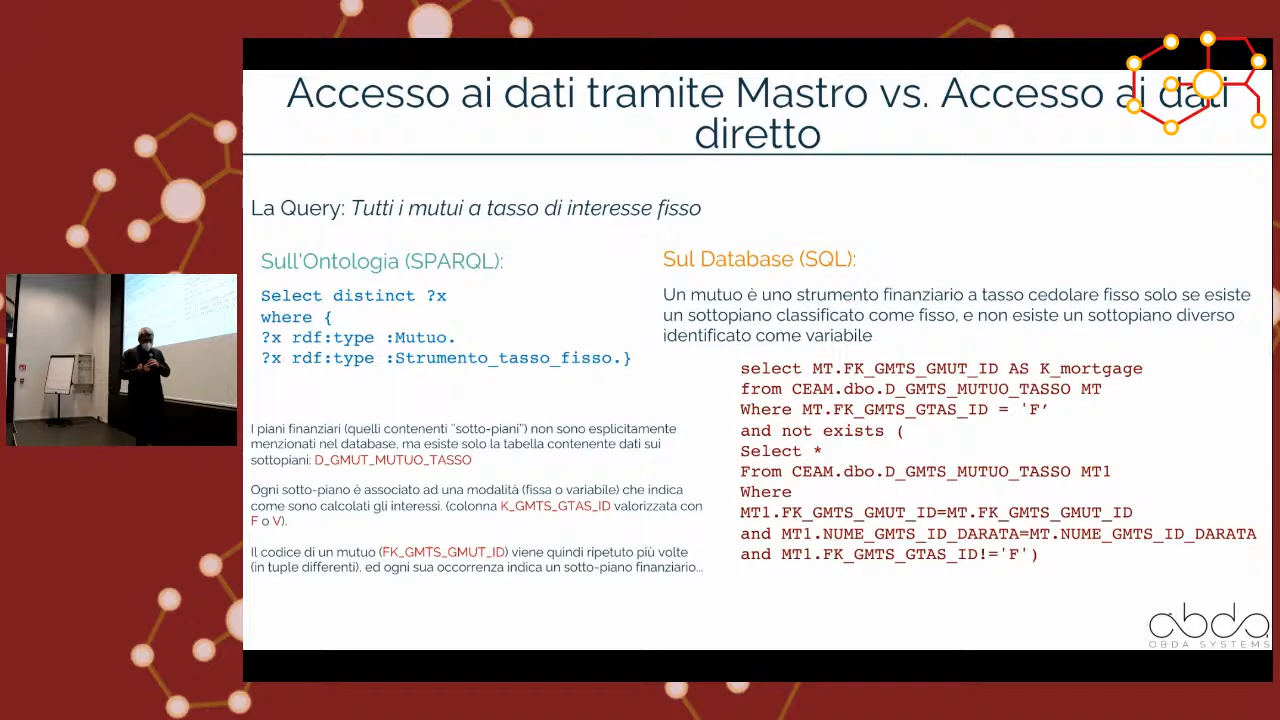 Accesso ai dati tramite Mastro vs. Accesso ai dati
diretto
La Query: Tutti i mutui a tasso di interesse fisso
Sull'Ontologia (SPARQL):
Select distinct ?x
where {
?x rdf:type :Mutuo.
?x rdf:type :Strumento_tasso_fisso.}
I piani finanziari (quelli contenenti "sotto-piani") non sono esplicitamente
menzionati nel database, ma esiste solo la tabella contenente dati sui
sottopiani: D_GMUT_MUTUO_TASSO
Ogni sotto-piano è associato ad una modalità (fissa o variabile) che indica
come sono calcolati gli interessi. (colonna K_GMTS_GTAS_ID valorizzata con
F o V).
Il codice di un mutuo (FK_GMTS_GMUT_ID) viene quindi ripetuto più volte
(in tuple differenti), ed ogni sua occorrenza indica un sotto-piano finanziario...
Sul Database (SQL):
Un mutuo è uno strumento finanziario a tasso cedolare fisso solo se esiste
un sottopiano classificato come fisso, e non esiste un sottopiano diverso
identificato come variabile
select MT.FK_GMTS_GMUT_ID AS K_mortgage
from CEAM.dbo.D_GMTS_MUTUO_TASSO MT
Where MT.FK_GMTS_GTAS_ID = 'F’
and not exists (
Select *
From CEAM.dbo.D_GMTS_MUTUO_TASSO MT1
Where
MT1.FK_GMTS_GMUT_ID=MT.FK_GMTS_GMUT_ID
and MT1.NUME_GMTS_ID_DARATA=MT.NUME_GMTS_ID_DARATA
and MT1.FK_GMTS_GTAS_ID!='F')
obda
OBDA SYSTEMS